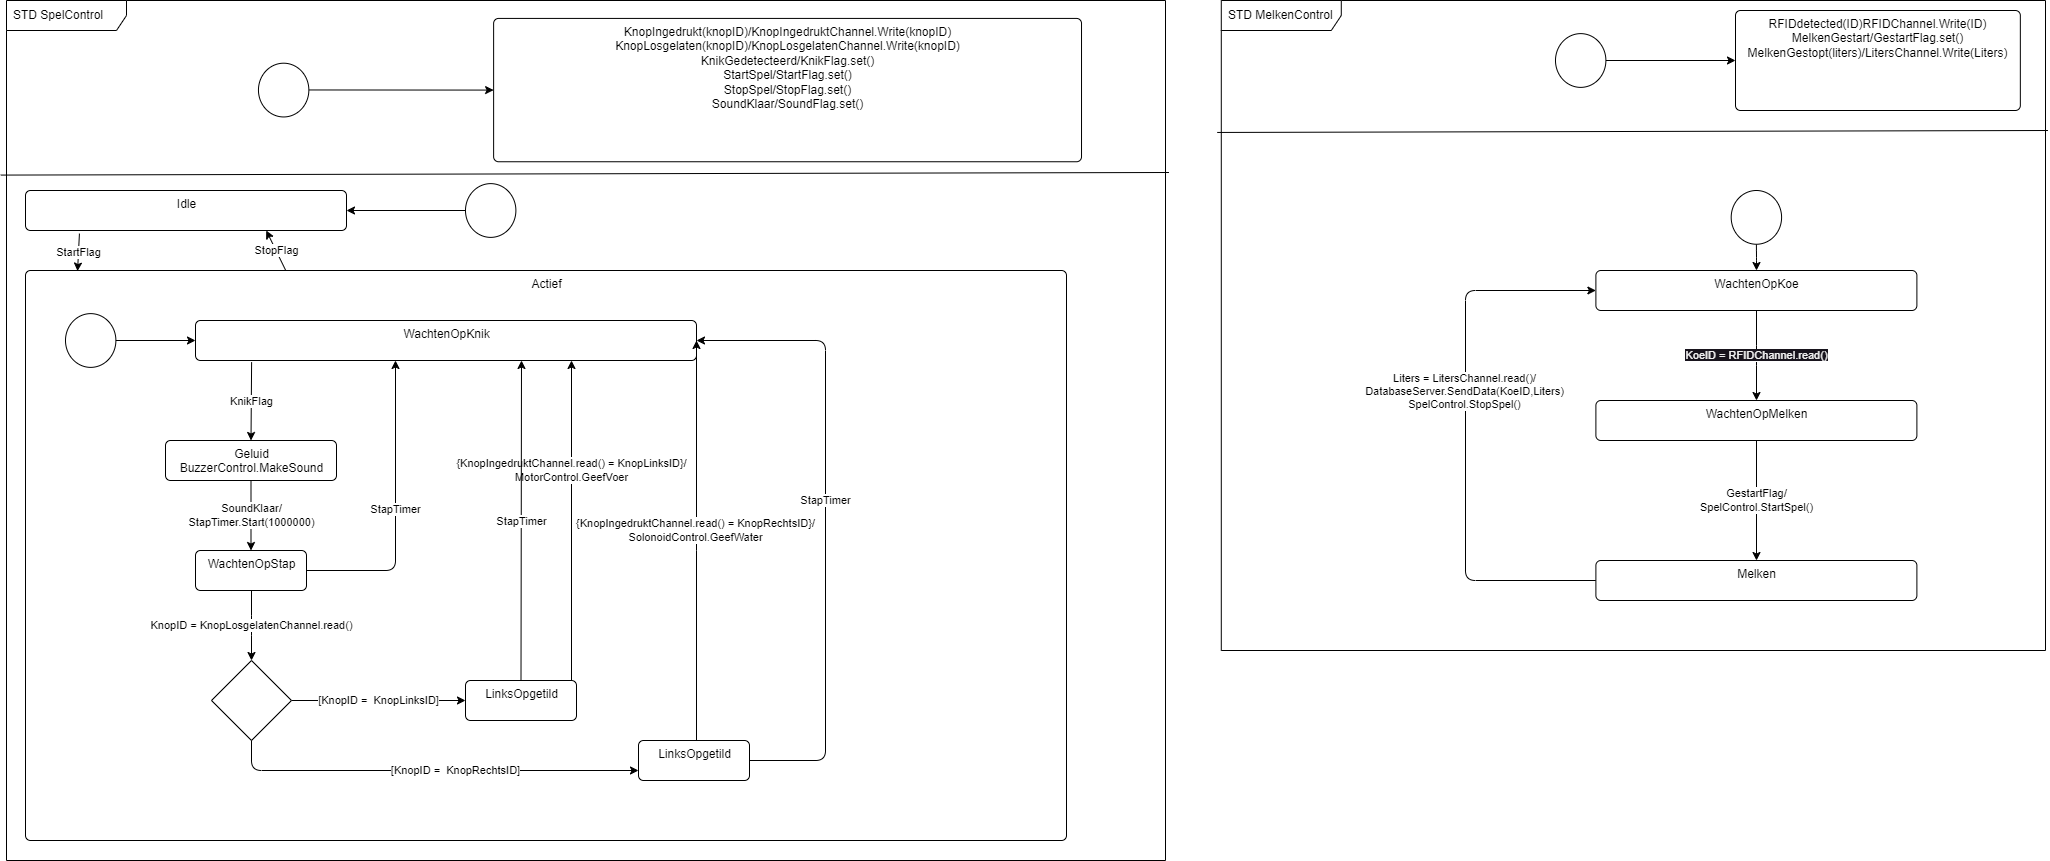 STD SpelControl
KnopIngedrukt(knopID)/KnopIngedruktChannel.Write(knopID)
KnopLosgelaten(knopID)/KnopLosgelatenChannel.Write(knopID)
KnikGedetecteerd/KnikFlag.set()
StartSpel/StartFlag.set()
StopSpel/StopFlag.set()
SoundKlaar/SoundFlag.set()
Idle
StartFlag
StopFlag
Actief
WachtenOpKnik
KnikFlag
Geluid
BuzzerControl.MakeSound
SoundKlaar/
StapTimer.Start(1000000)
StapTimer
WachtenOpStap
KnopID = KnopLosgelatenChannel.read()
{KnopIngedruktChannel.read() = KnopLinksID}/
MotorControl.GeefVoer
StapTimer
{KnopIngedruktChannel.read() = KnopRechtsID}/
SolonoidControl.GeefWater
StapTimer
[KnopID =  KnopLinksID]
LinksOpgetild
[KnopID =  KnopRechtsID]
LinksOpgetild
STD MelkenControl
RFIDdetected(ID)RFIDChannel.Write(ID)
MelkenGestart/GestartFlag.set()
MelkenGestopt(liters)/LitersChannel.Write(Liters)
WachtenOpKoe
KoeID = RFIDChannel.read()
Liters = LitersChannel.read()/
DatabaseServer.SendData(KoeID,Liters)
SpelControl.StopSpel()
WachtenOpMelken
GestartFlag/
SpelControl.StartSpel()
Melken